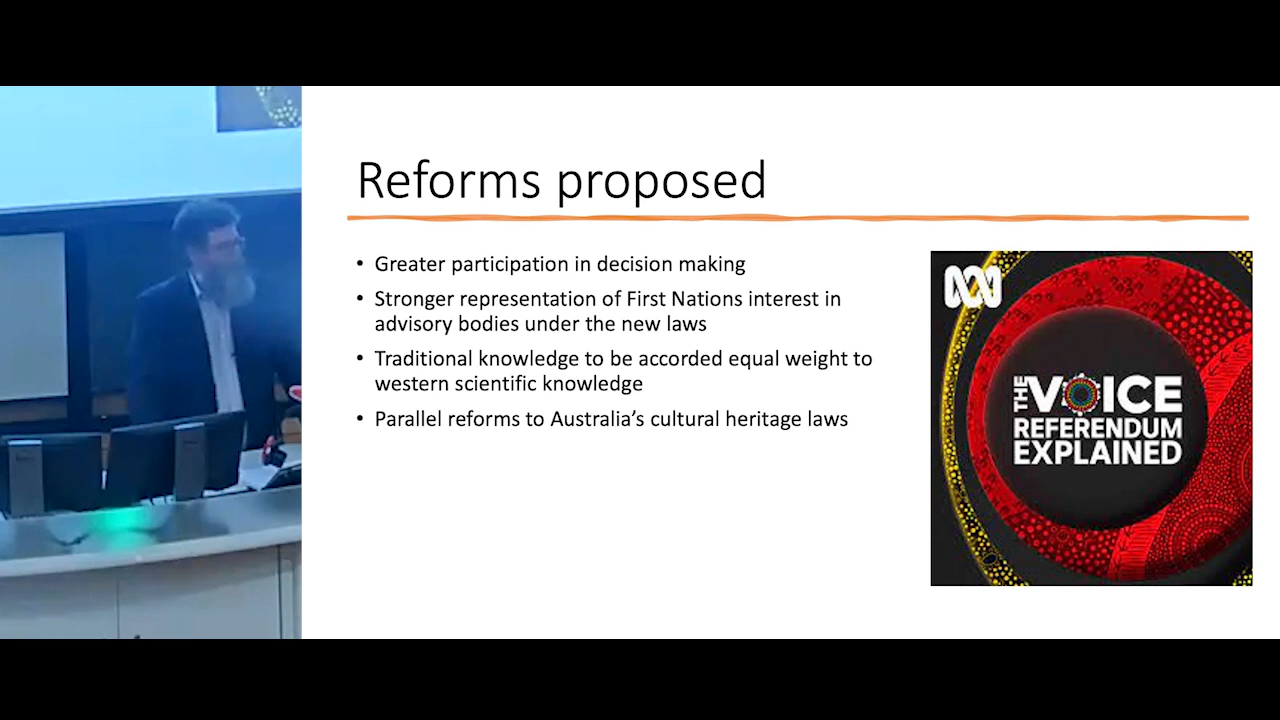 Reforms proposed
• Greater participation in decision making
• Stronger representation of First Nations interest in
advisory bodies under the new laws
• Traditional knowledge to be accorded equal weight to
western scientific knowledge
• Parallel reforms to Australia’s cultural heritage laws
THE VOICE
REFERENDUM
EXPLAINED